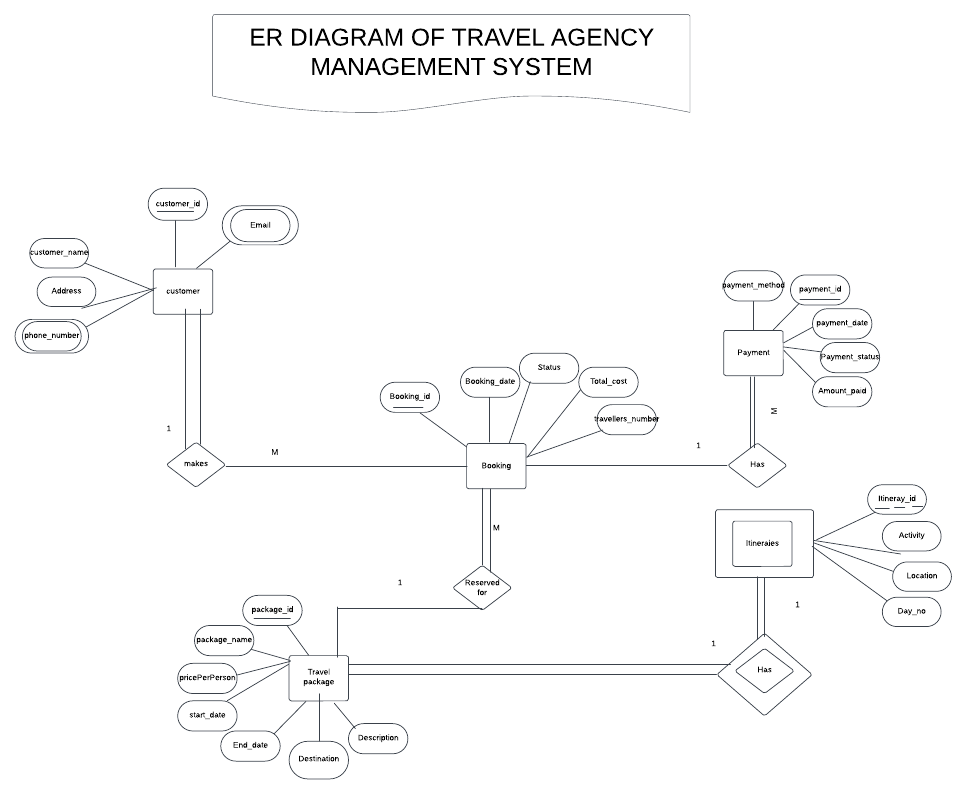 ER DIAGRAM OF TRAVEL AGENCY
MANAGEMENT SYSTEM
customer_id
Email
customer_name
Address
phone_number
customer
payment_method
payment_id
payment_date
Payment_status
Amount_paid
Payment
M
Booking_id
Booking_date
Status
Total_cost
travellers_number
1
makes
M
Booking
1
Has
M
Itineray_id
Activity
Location
Day_no
Itineraies
Reserved
for
1
1
1
Has
package_id
package_name
pricePerPerson
start_date
End_date
Destination
Description
Travel
package